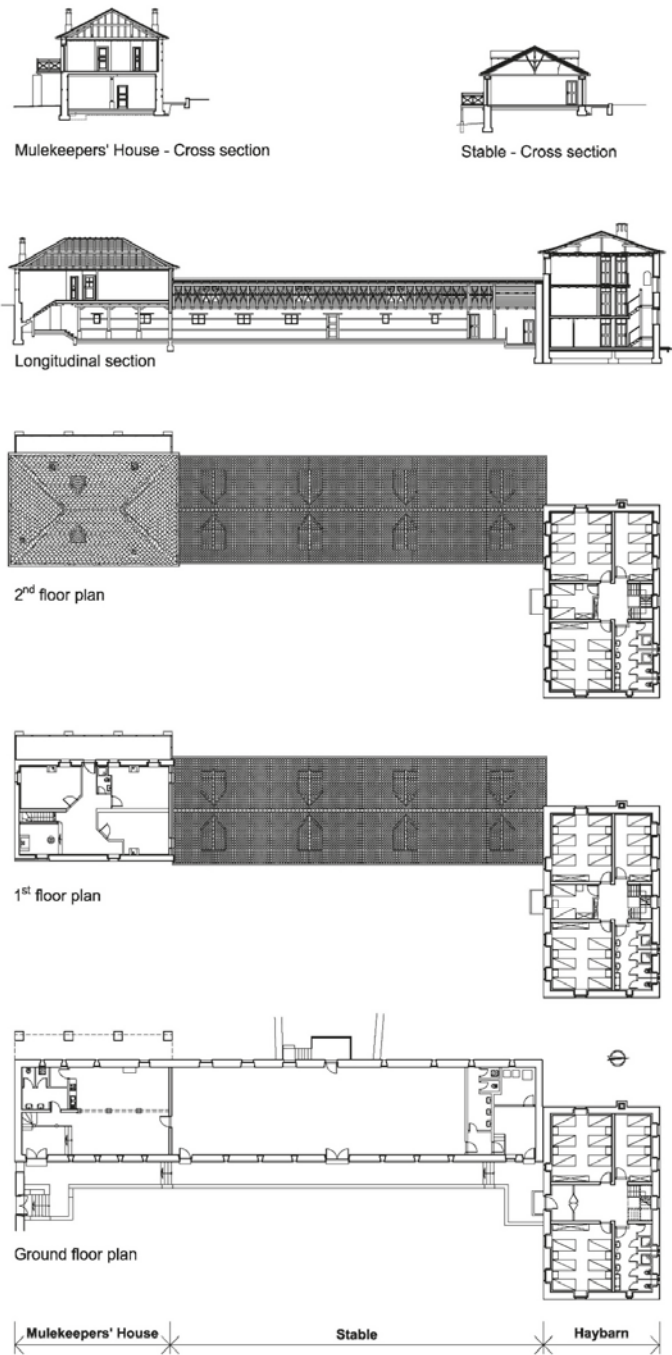 Mulekeepers' House - Cross section
Stable - Cross section
Longitudinal section
2nd floor plan
1st floor plan
Ground floor plan
Mulekeepers' House
Stable
Haybarn